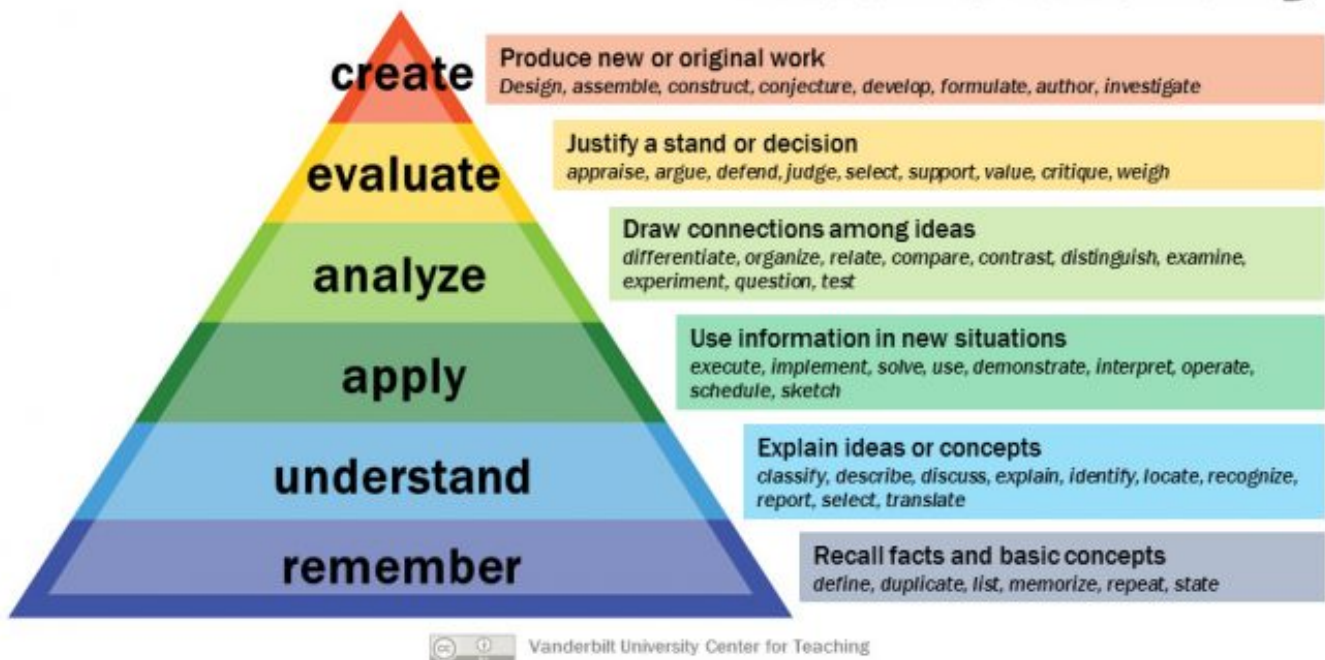 create
Produce new or original work
Design, assemble, construct, conjecture, develop, formulate, author, investigate
evaluate
Justify a stand or decision
appraise, argue, defend, judge, select, support, value, critique, weigh
analyze
Draw connections among ideas
differentiate, organize, relate, compare, contrast, distinguish, examine,
experiment, question, test
apply
Use information in new situations
execute, implement, solve, use, demonstrate, interpret, operate,
schedule, sketch
understand
Explain ideas or concepts
classify, describe, discuss, explain, identify, locate, recognize,
report, select, translate
remember
Recall facts and basic concepts
define, duplicate, list, memorize, repeat, state
cc
Vanderbilt University Center for Teaching